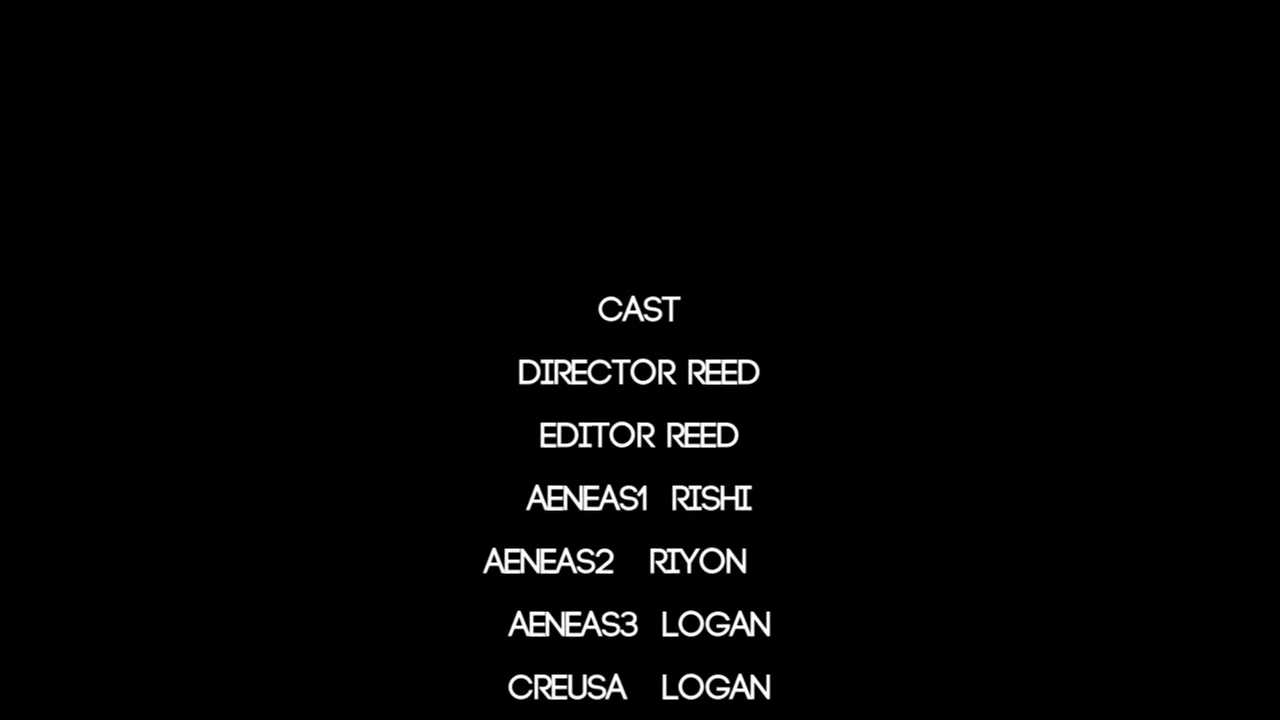 CAST
DIRECTOR REED
EDITOR REED
AENEAS1 RISHI
AENEAS2 RIYON
AENEAS3 LOGAN
CREUSA LOGAN